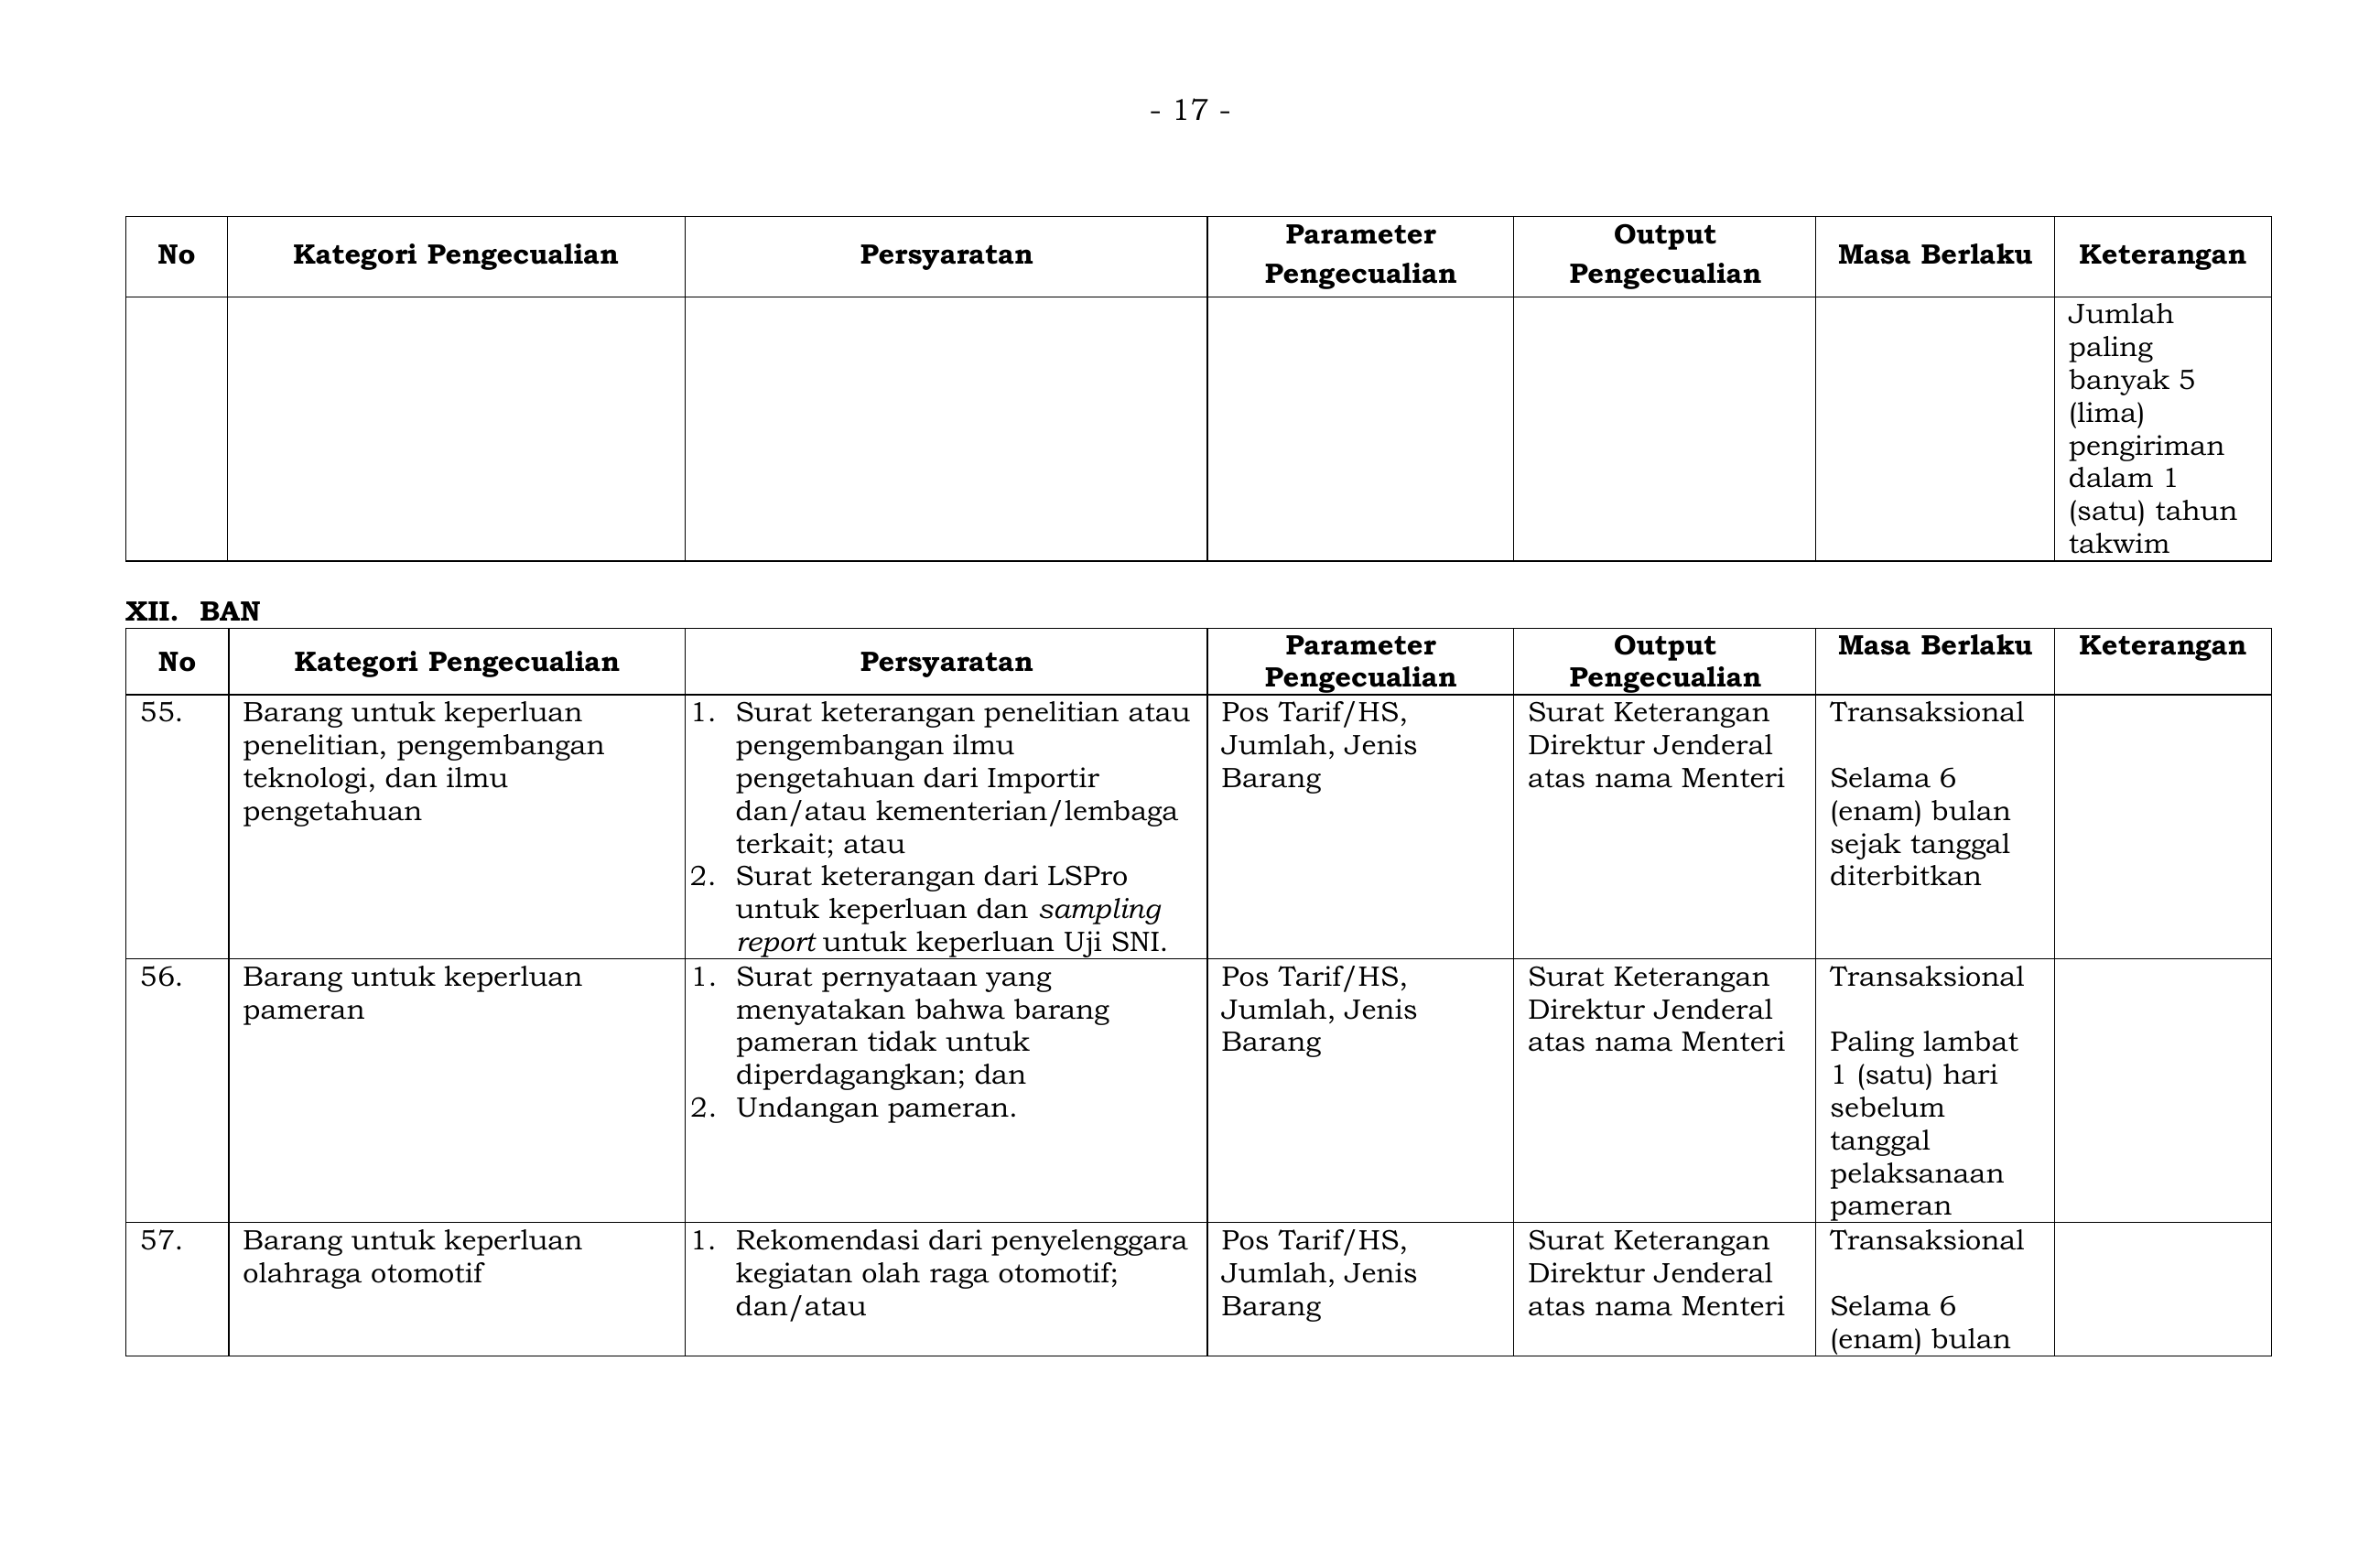 - 17 -
No
Kategori Pengecualian
Persyaratan
Parameter
Pengecualian
Output
Pengecualian
Masa Berlaku
Keterangan
Jumlah
paling
banyak 5
(lima)
pengiriman
dalam 1
(satu) tahun
takwim
XII. BAN
No
Kategori Pengecualian
Persyaratan
Parameter
Pengecualian
Output
Pengecualian
Masa Berlaku
Keterangan
55.
Barang untuk keperluan
penelitian, pengembangan
teknologi, dan ilmu
pengetahuan
1. Surat keterangan penelitian atau
pengembangan ilmu
pengetahuan dari Importir
dan/atau kementerian/lembaga
terkait; atau
2. Surat keterangan dari LSPro
untuk keperluan dan sampling
report untuk keperluan Uji SNI.
Pos Tarif/HS,
Jumlah, Jenis
Barang
Surat Keterangan
Direktur Jenderal
atas nama Menteri
Transaksional
Selama 6
(enam) bulan
sejak tanggal
diterbitkan
56.
Barang untuk keperluan
pameran
1. Surat pernyataan yang
menyatakan bahwa barang
pameran tidak untuk
diperdagangkan; dan
2. Undangan pameran.
Pos Tarif/HS,
Jumlah, Jenis
Barang
Surat Keterangan
Direktur Jenderal
atas nama Menteri
Transaksional
Paling lambat
1 (satu) hari
sebelum
tanggal
pelaksanaan
pameran
57.
Barang untuk keperluan
olahraga otomotif
1. Rekomendasi dari penyelenggara
kegiatan olah raga otomotif;
dan/atau
Pos Tarif/HS,
Jumlah, Jenis
Barang
Surat Keterangan
Direktur Jenderal
atas nama Menteri
Transaksional
Selama 6
(enam) bulan